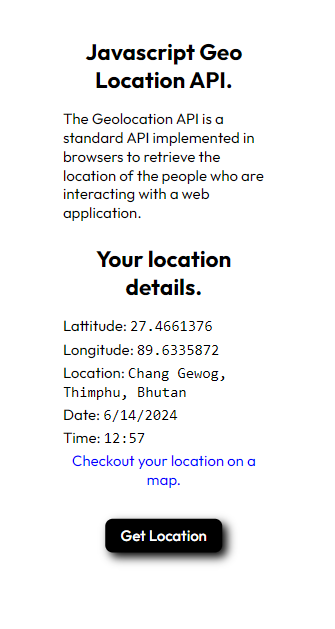 Javascript Geo
Location API.
The Geolocation API is a
standard API implemented in
browsers to retrieve the
location of the people who are
interacting with a web
application.
Your location
details.
Lattitude: 27.4661376
Longitude: 89.6335872
Location: Chang Gewog,
Thimphu, Bhutan
Date: 6/14/2024
Time: 12:57
Checkout your location on a
map.
Get Location